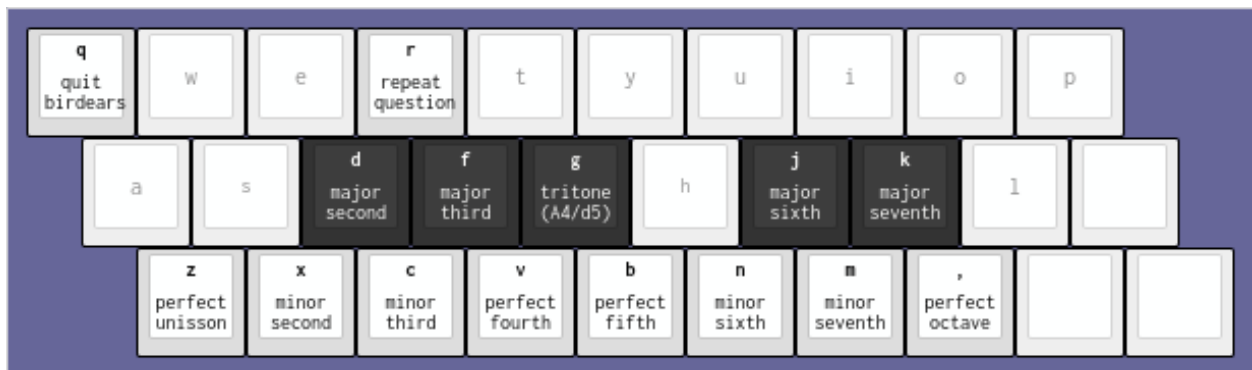 q w e r t y u i o p
quit repeat
birdears question
a s d f g h j k l
major major tritone major major
second third (A4/d5) sixth seventh
z x c v b n m ,
perfect minor minor perfect perfect minor minor perfect
unisson second third fourth fifth sixth seventh octave